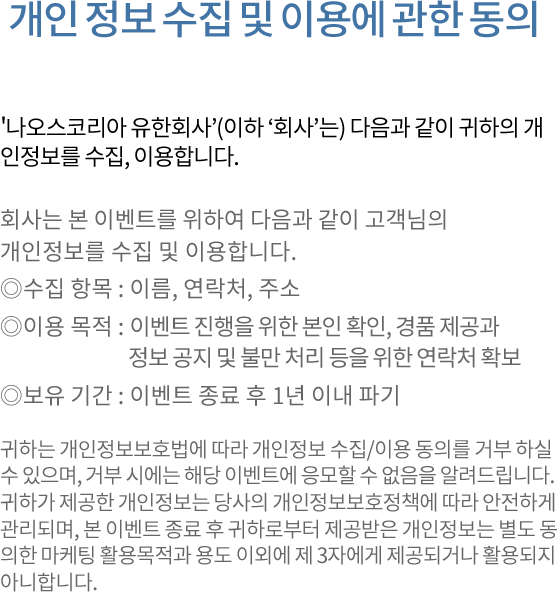 개인 정보 수집 및 이용에 관한 동의
'나오스코리아 유한회사’(이하 ‘회사’는) 다음과 같이 귀하의 개
인정보를 수집, 이용합니다.
회사는 본 이벤트를 위하여 다음과 같이 고객님의
개인정보를 수집 및 이용합니다.
◎수집 항목 : 이름, 연락처, 주소
◎이용 목적 : 이벤트 진행을 위한 본인 확인, 경품 제공과
정보 공지 및 불만 처리 등을 위한 연락처 확보
◎보유 기간 : 이벤트 종료 후 1년 이내 파기
귀하는 개인정보보호법에 따라 개인정보 수집/이용 동의를 거부 하실
수 있으며, 거부 시에는 해당 이벤트에 응모할 수 없음을 알려드립니다.
귀하가 제공한 개인정보는 당사의 개인정보보호정책에 따라 안전하게
관리되며, 본 이벤트 종료 후 귀하로부터 제공받은 개인정보는 별도 동
의한 마케팅 활용목적과 용도 이외에 제 3자에게 제공되거나 활용되지
아니합니다.